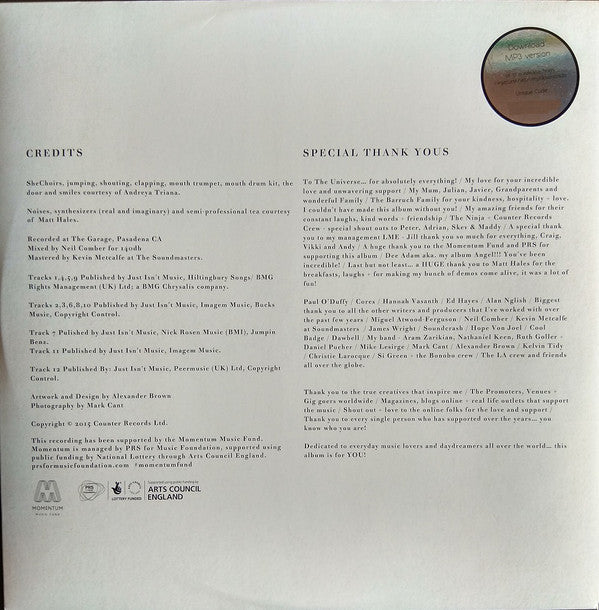 Download
MP3 version
Unique Code
CREDITS
SheChoirs, jumping, shouting, clapping, mouth trumpet, mouth drum kit, the
door and smiles courtesy of Andreya Triana.
Noises, synthesizers (real and imaginary) and semi-professional tea courtesy
of Matt Hales.
Recorded at The Garage, Pasadena CA
Mixed by Neil Comber for 140db
Mastered by Kevin Metcalfe at The Soundmasters.
Tracks 1,4,5,9 Published by Just Isn't Music, Hiltingbury Songs/ BMG
Rights Management (UK) Ltd; a BMG Chrysalis company.
Tracks 2,3,6,8,10 Published by Just Isn't Music, Imagem Music, Bucks
Music, Copyright Control.
Track 7 Pulished by Just Isn't Music, Nick Rosen Music (BMI), Jumpin
Bena.
Track 11 Published by Just Isn't Music, Imagem Music.
Track 12 Published By: Just Isn't Music, Peermusic (UK) Ltd, Copyright
Control.
Artwork and Design by Alexander Brown
Photography by Mark Cant
Copyright © 2015 Counter Records Ltd.
This recording has been supported by the Momentum Music Fund.
Momentum is managed by PRS for Music Foundation, supported using
public funding by National Lottery through Arts Council England.
prsformusicfoundation.com #momentumfund
MOMENTUM
MUSIC FUND
PRS
LOTTERY FUNDED
Supported using public funding by
ARTS COUNCIL
ENGLAND
SPECIAL THANK YOUS
To The Universe... for absolutely everything! / My love for your incredible
love and unwavering support / My Mum, Julian, Javier, Grandparents and
wonderful Family / The Barruch Family for your kindness, hospitality + love.
I couldn't have made this album without you! / My amazing friends for their
constant laughs, kind words + friendship / The Ninja + Counter Records
Crew - special shout outs to Peter, Adrian, Skev & Maddy / A special thank
you to my management LME - Jill thank you so much for everything, Craig,
Vikki and Andy / A huge thank you to the Momentum Fund and PRS for
supporting this album / Dee Adam aka. my album Angel!!! You've been
incredible! / Last but not least... a HUGE thank you to Matt Hales for the
breakfasts, laughs + for making my bunch of demos come alive, it was a lot of
fun!
Paul O'Duffy / Cores / Hannah Vasanth / Ed Hayes / Alan Nglish / Biggest
thank you to all the other writers and producers that I've worked with over
the past few years / Miguel Atwood-Ferguson / Neil Comber / Kevin Metcalfe
at Soundmasters / James Wright / Soundcrash / Hope Von Joel / Cool
Badge / Dawbell / My band - Aram Zarikian, Nathaniel Keen, Ruth Goller +
Daniel Pucher / Mike Lesirge / Mark Cant / Alexander Brown / Kelvin Tidy
/ Christie Larocque / Si Green + the Bonobo crew / The LA crew and friends
all over the globe.
Thank you to the true creatives that inspire me / The Promoters, Venues +
Gig goers worldwide / Magazines, blogs online + real life outlets that support
the music / Shout out + love to the online folks for the love and support /
Thank you to every single person who has supported over the years... you
know who you are!
Dedicated to everyday music lovers and daydreamers all over the world... this
album is for YOU!